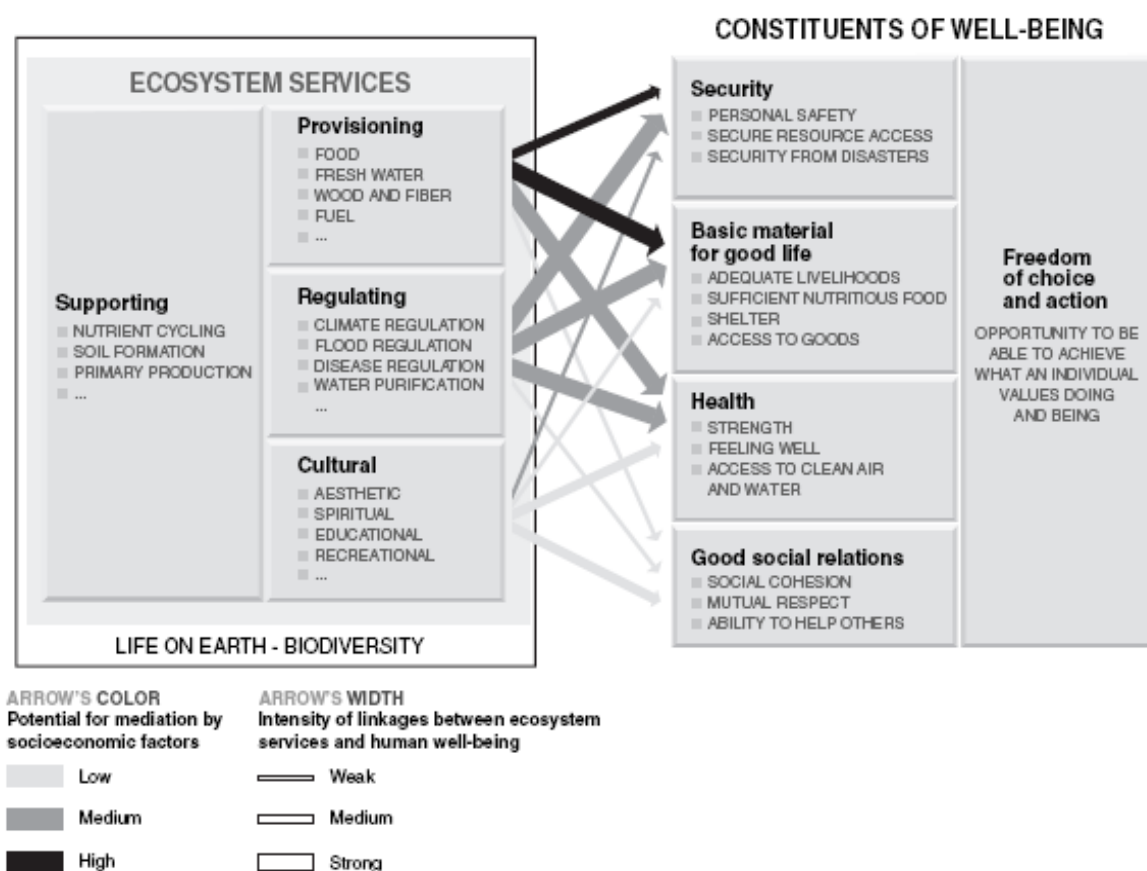 CONSTITUENTS OF WELL-BEING
ECOSYSTEM SERVICES
Supporting
NUTRIENT CYCLING
SOIL FORMATION
PRIMARY PRODUCTION
...
Provisioning
FOOD
FRESH WATER
WOOD AND FIBER
FUEL
...
Regulating
CLIMATE REGULATION
FLOOD REGULATION
DISEASE REGULATION
WATER PURIFICATION
...
Cultural
AESTHETIC
SPIRITUAL
EDUCATIONAL
RECREATIONAL
...
LIFE ON EARTH - BIODIVERSITY
Security
PERSONAL SAFETY
SECURE RESOURCE ACCESS
SECURITY FROM DISASTERS
Basic material
for good life
ADEQUATE LIVELIHOODS
SUFFICIENT NUTRITIOUS FOOD
SHELTER
ACCESS TO GOODS
Health
STRENGTH
FEELING WELL
ACCESS TO CLEAN AIR
AND WATER
Good social relations
SOCIAL COHESION
MUTUAL RESPECT
ABILITY TO HELP OTHERS
Freedom
of choice
and action
OPPORTUNITY TO BE
ABLE TO ACHIEVE
WHAT AN INDIVIDUAL
VALUES DOING
AND BEING
ARROW'S COLOR
Potential for mediation by
socioeconomic factors
Low
Medium
High
ARROW'S WIDTH
Intensity of linkages between ecosystem
services and human well-being
Weak
Medium
Strong